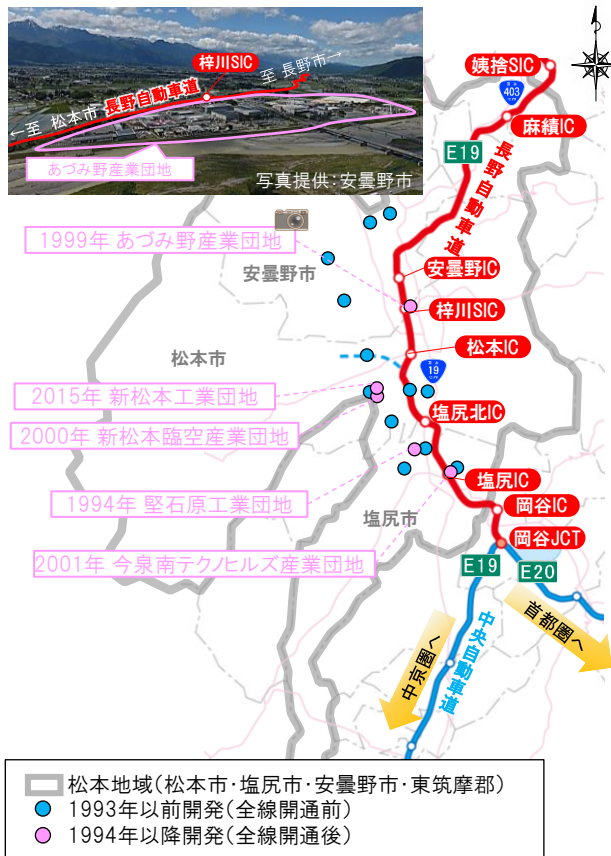 梓川SIC
至 長野市→
←至 松本市 長野自動車道
あづみ野産業団地
写真提供：安曇野市
姨捨SIC
403
麻績IC
E19
長野自動車道
1999年 あづみ野産業団地
安曇野市
安曇野IC
梓川SIC
松本市
松本IC
19
2015年 新松本工業団地
塩尻北IC
2000年 新松本臨空産業団地
塩尻IC
1994年 堅石原工業団地
岡谷IC
塩尻市
岡谷JCT
2001年 今泉南テクノヒルズ産業団地
E19
E20
首都圏へ
中央自動車道
中京圏へ
松本地域(松本市・塩尻市・安曇野市・東筑摩郡)
1993年以前開発(全線開通前)
1994年以降開発(全線開通後)